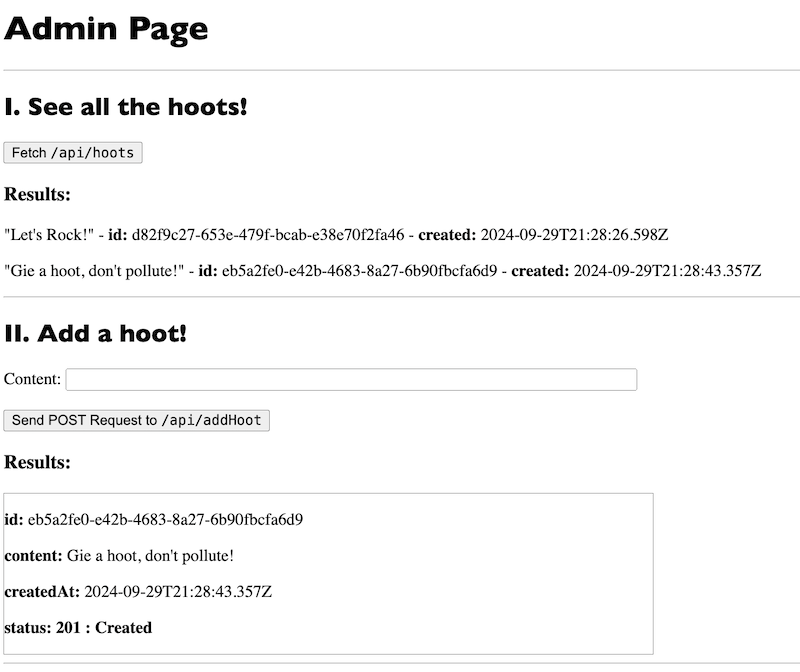 Admin Page
I. See all the hoots!
Fetch /api/hoots
Results:
"Let's Rock!" - id: d82f9c27-653e-479f-bcab-e38e70f2fa46 - created: 2024-09-29T21:28:26.598Z
"Gie a hoot, don't pollute!" - id: eb5a2fe0-e42b-4683-8a27-6b90fbcfa6d9 - created: 2024-09-29T21:28:43.357Z
II. Add a hoot!
Content:
Send POST Request to /api/addHoot
Results:
id: eb5a2fe0-e42b-4683-8a27-6b90fbcfa6d9
content: Gie a hoot, don't pollute!
createdAt: 2024-09-29T21:28:43.357Z
status: 201 : Created